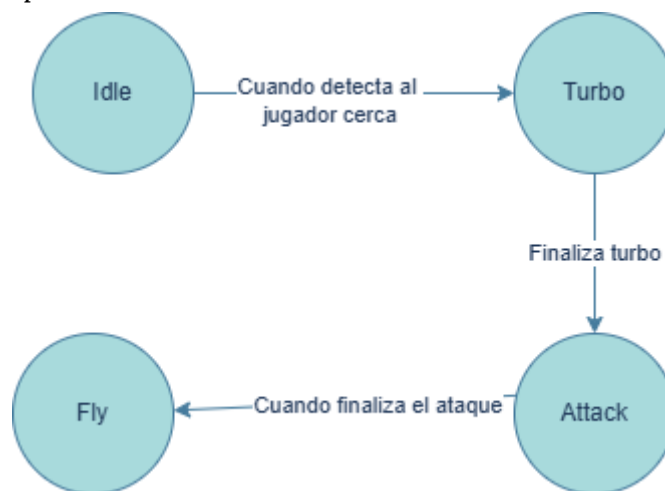 Idle
Cuando detecta al
jugador cerca
Turbo
Finaliza turbo
Fly
Cuando finaliza el ataque
Attack